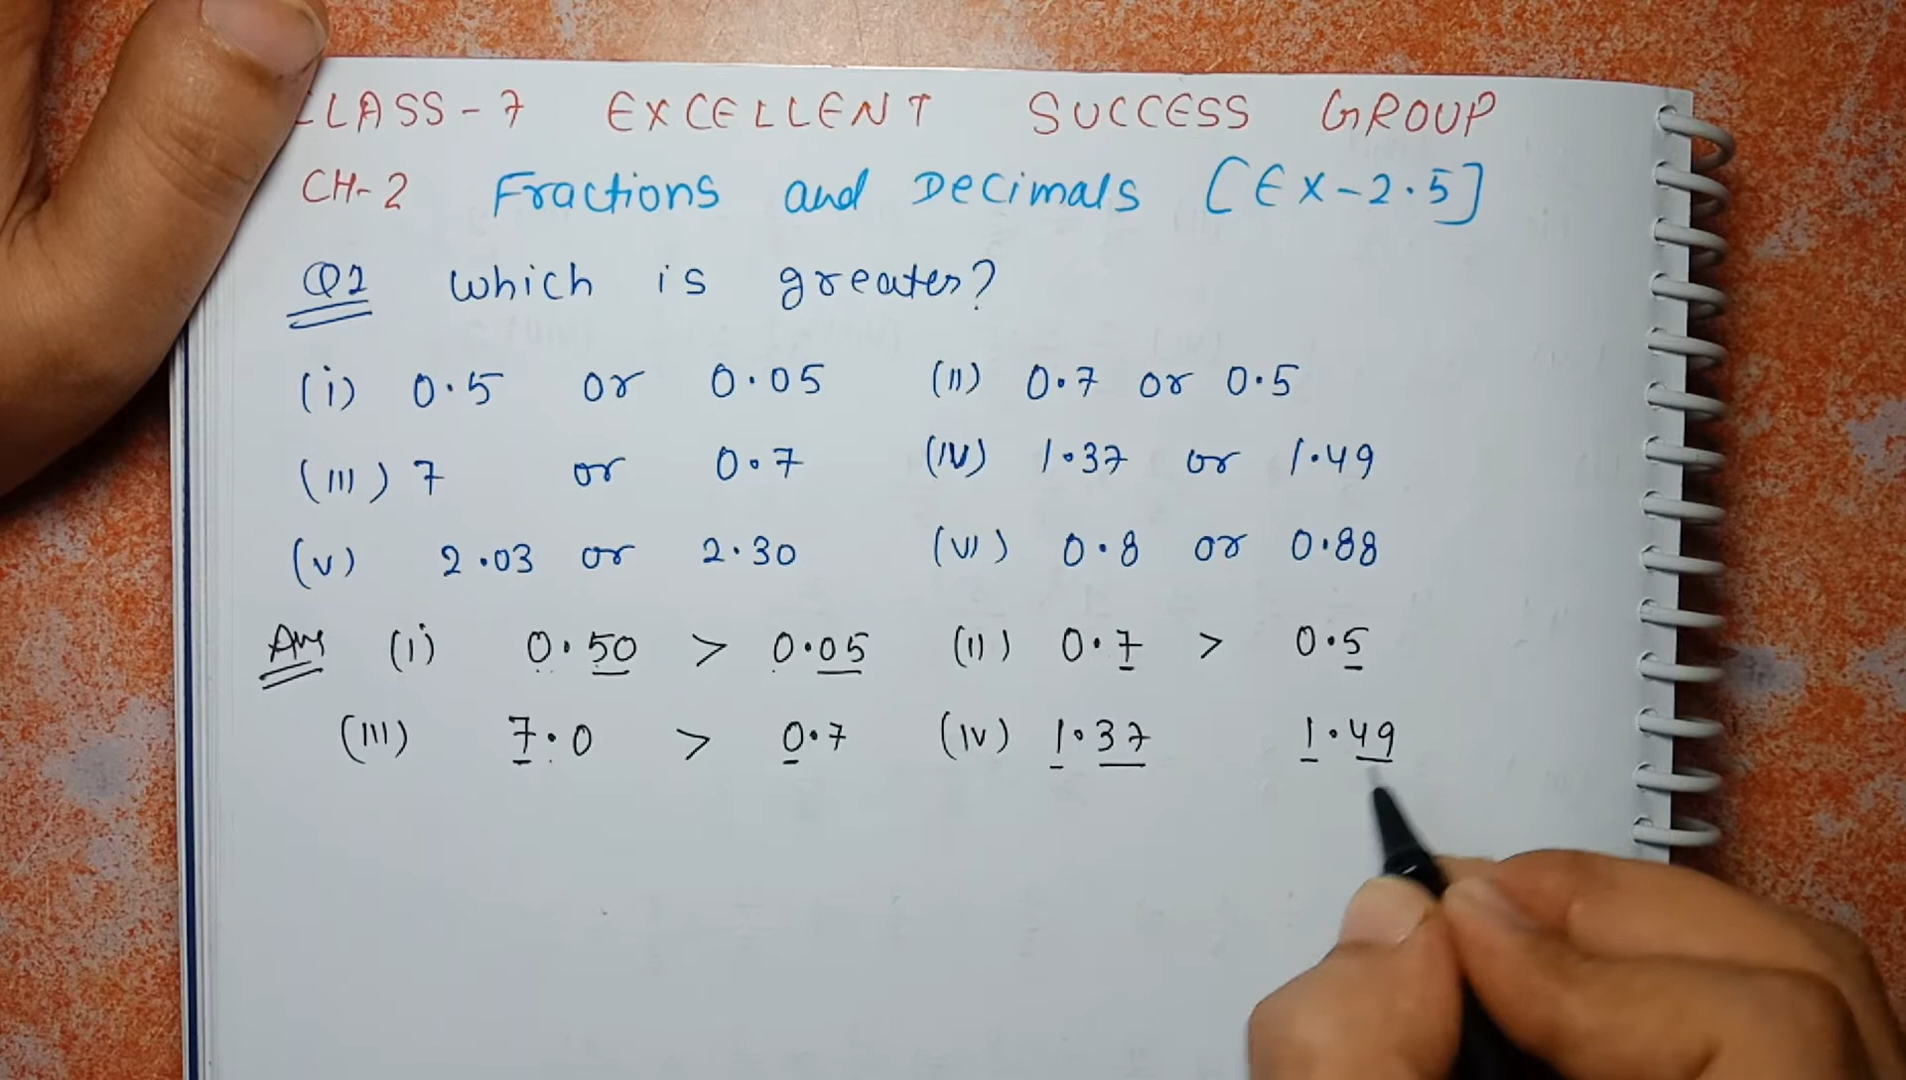 CLASS-7 EXCELLENT SUCCESS GROUP
CH-2 Fractions and Decimals [EX-2.5]
Q1 which is greater?
(i) 0.5 or 0.05 (II) 0.7 or 0.5
(III) 7 or 0.7 (IV) 1.37 or 1.49
(v) 2.03 or 2.30 (VI) 0.8 or 0.88
Ans (i) 0.50 > 0.05 (II) 0.7 > 0.5
(III) 7.0 > 0.7 (IV) 1.37 1.49